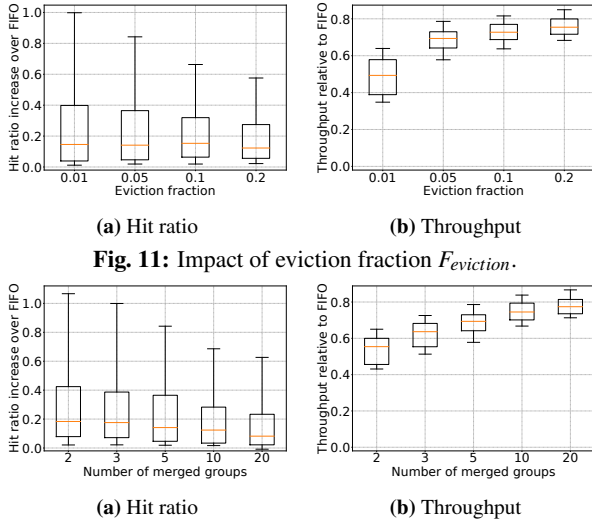 Hit ratio increase over FIFO
1.0
0.8
0.6
0.4
0.2
0.0
0.01 0.05 0.1 0.2
Eviction fraction
(a) Hit ratio
Throughput relative to FIFO
0.8
0.6
0.4
0.2
0.0
0.01 0.05 0.1 0.2
Eviction fraction
(b) Throughput
Fig. 11: Impact of eviction fraction F_eviction.
Hit ratio increase over FIFO
1.0
0.8
0.6
0.4
0.2
0.0
2 3 5 10 20
Number of merged groups
(a) Hit ratio
Throughput relative to FIFO
0.8
0.6
0.4
0.2
0.0
2 3 5 10 20
Number of merged groups
(b) Throughput